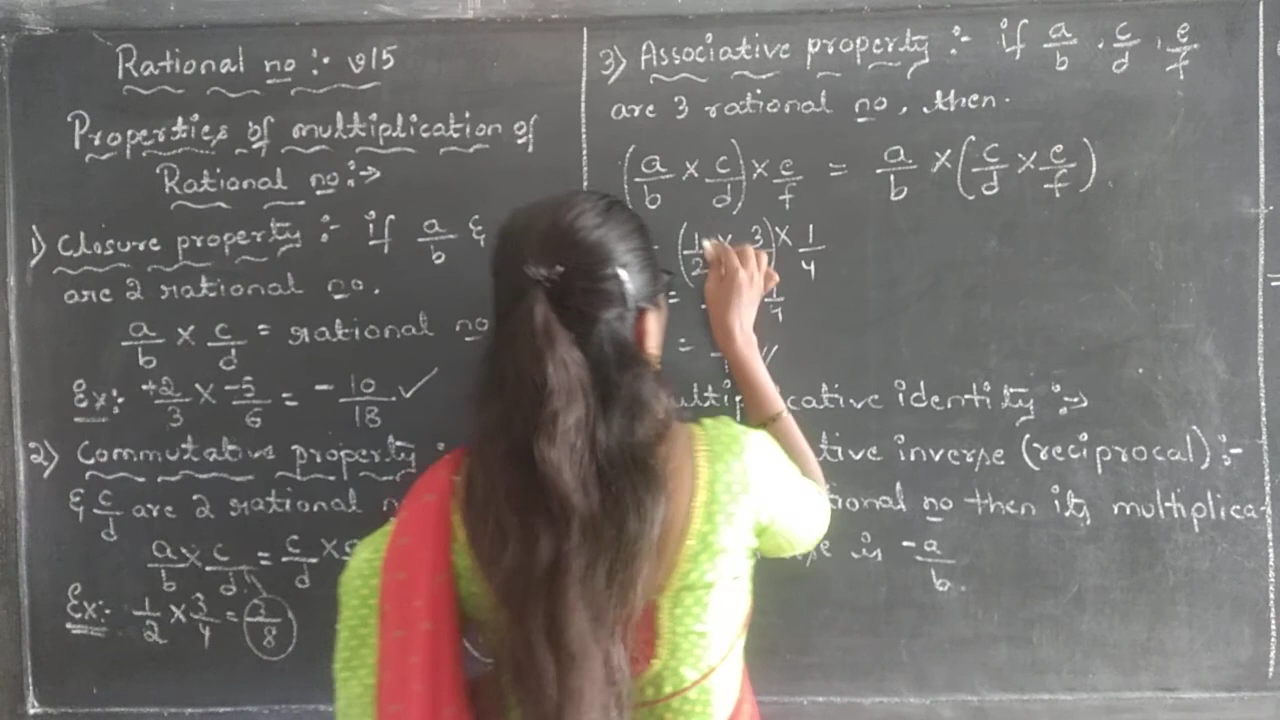 Rational no :- V15
Properties of multiplication of
Rational no :→
1) Closure property :- if a/b &
are 2 rational no.
a/b × c/d = rational no
Ex:- +2/3 × -5/6 = -10/18 ✓
2) Commutative property :
& c/d are 2 rational n
a/b × c/d = c/d ×
Ex:- 1/2 × 3/4 = 3/8
3) Associative property :- if a/b , c/d , e/f
are 3 rational no, then.
(a/b × c/d) × e/f = a/b × (c/d × e/f).
(1/2 × 3/ ) × 1/4
= 1/4
= //
ultiplicative identity :→
tive inverse (reciprocal) :-
ional no then its multiplica-
is -a/b.